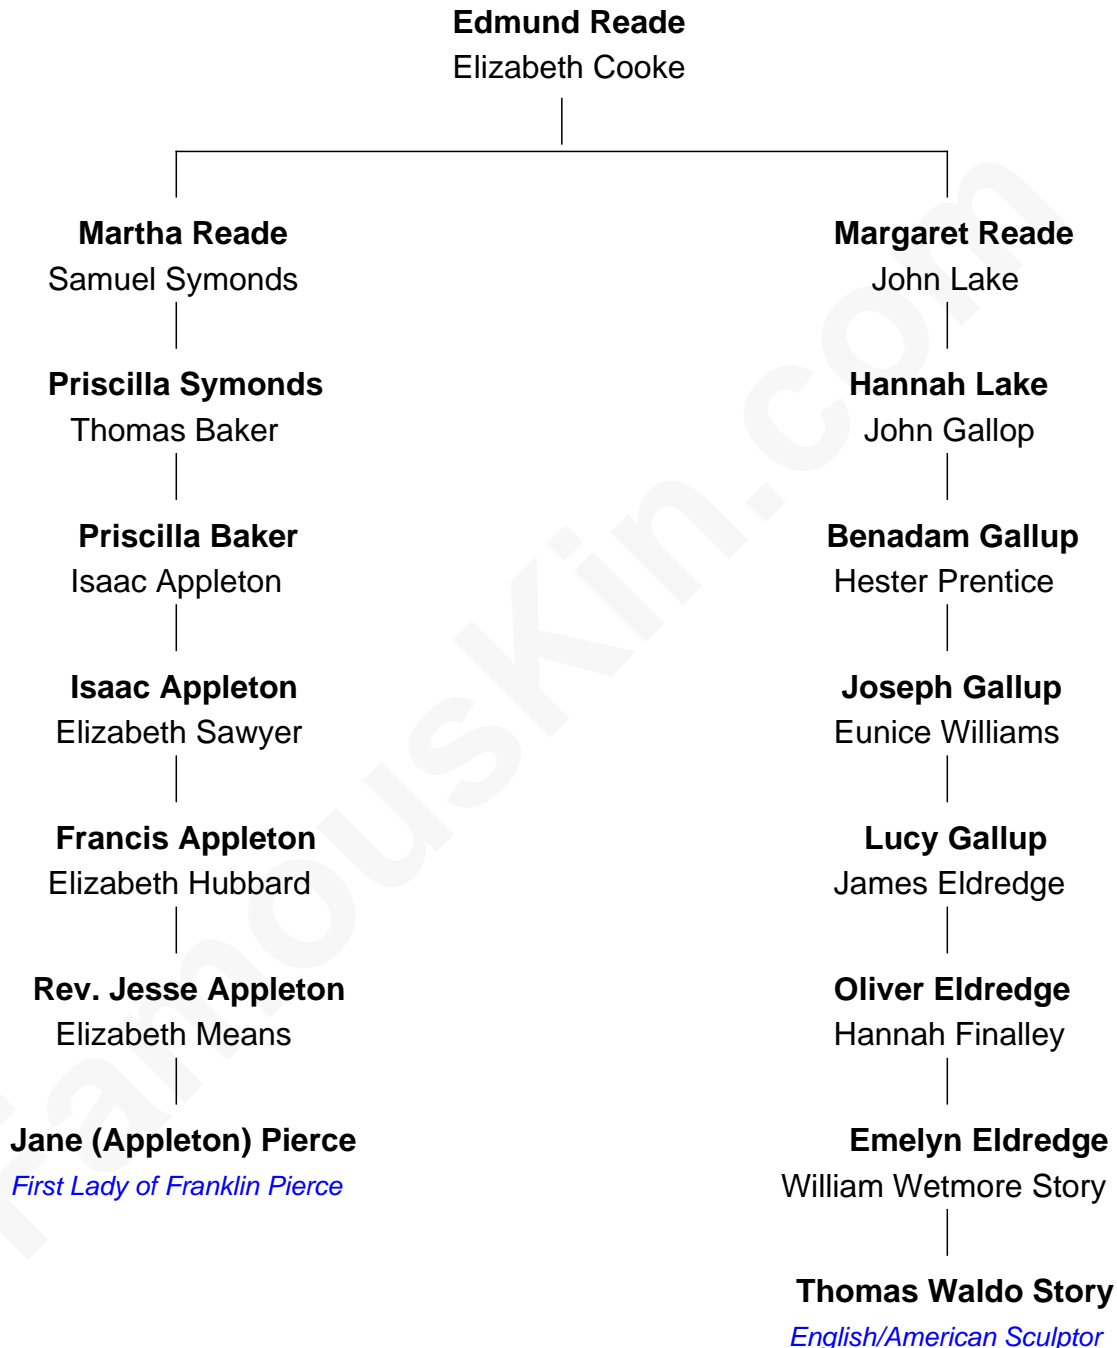 Edmund Reade
Elizabeth Cooke
Martha Reade
Samuel Symonds
Margaret Reade
John Lake
Priscilla Symonds
Thomas Baker
Hannah Lake
John Gallop
Priscilla Baker
Isaac Appleton
Benadam Gallup
Hester Prentice
Isaac Appleton
Elizabeth Sawyer
Joseph Gallup
Eunice Williams
Francis Appleton
Elizabeth Hubbard
Lucy Gallup
James Eldredge
Rev. Jesse Appleton
Elizabeth Means
Oliver Eldredge
Hannah Finalley
Jane (Appleton) Pierce
First Lady of Franklin Pierce
Emelyn Eldredge
William Wetmore Story
Thomas Waldo Story
English/American Sculptor
FamousKin.com